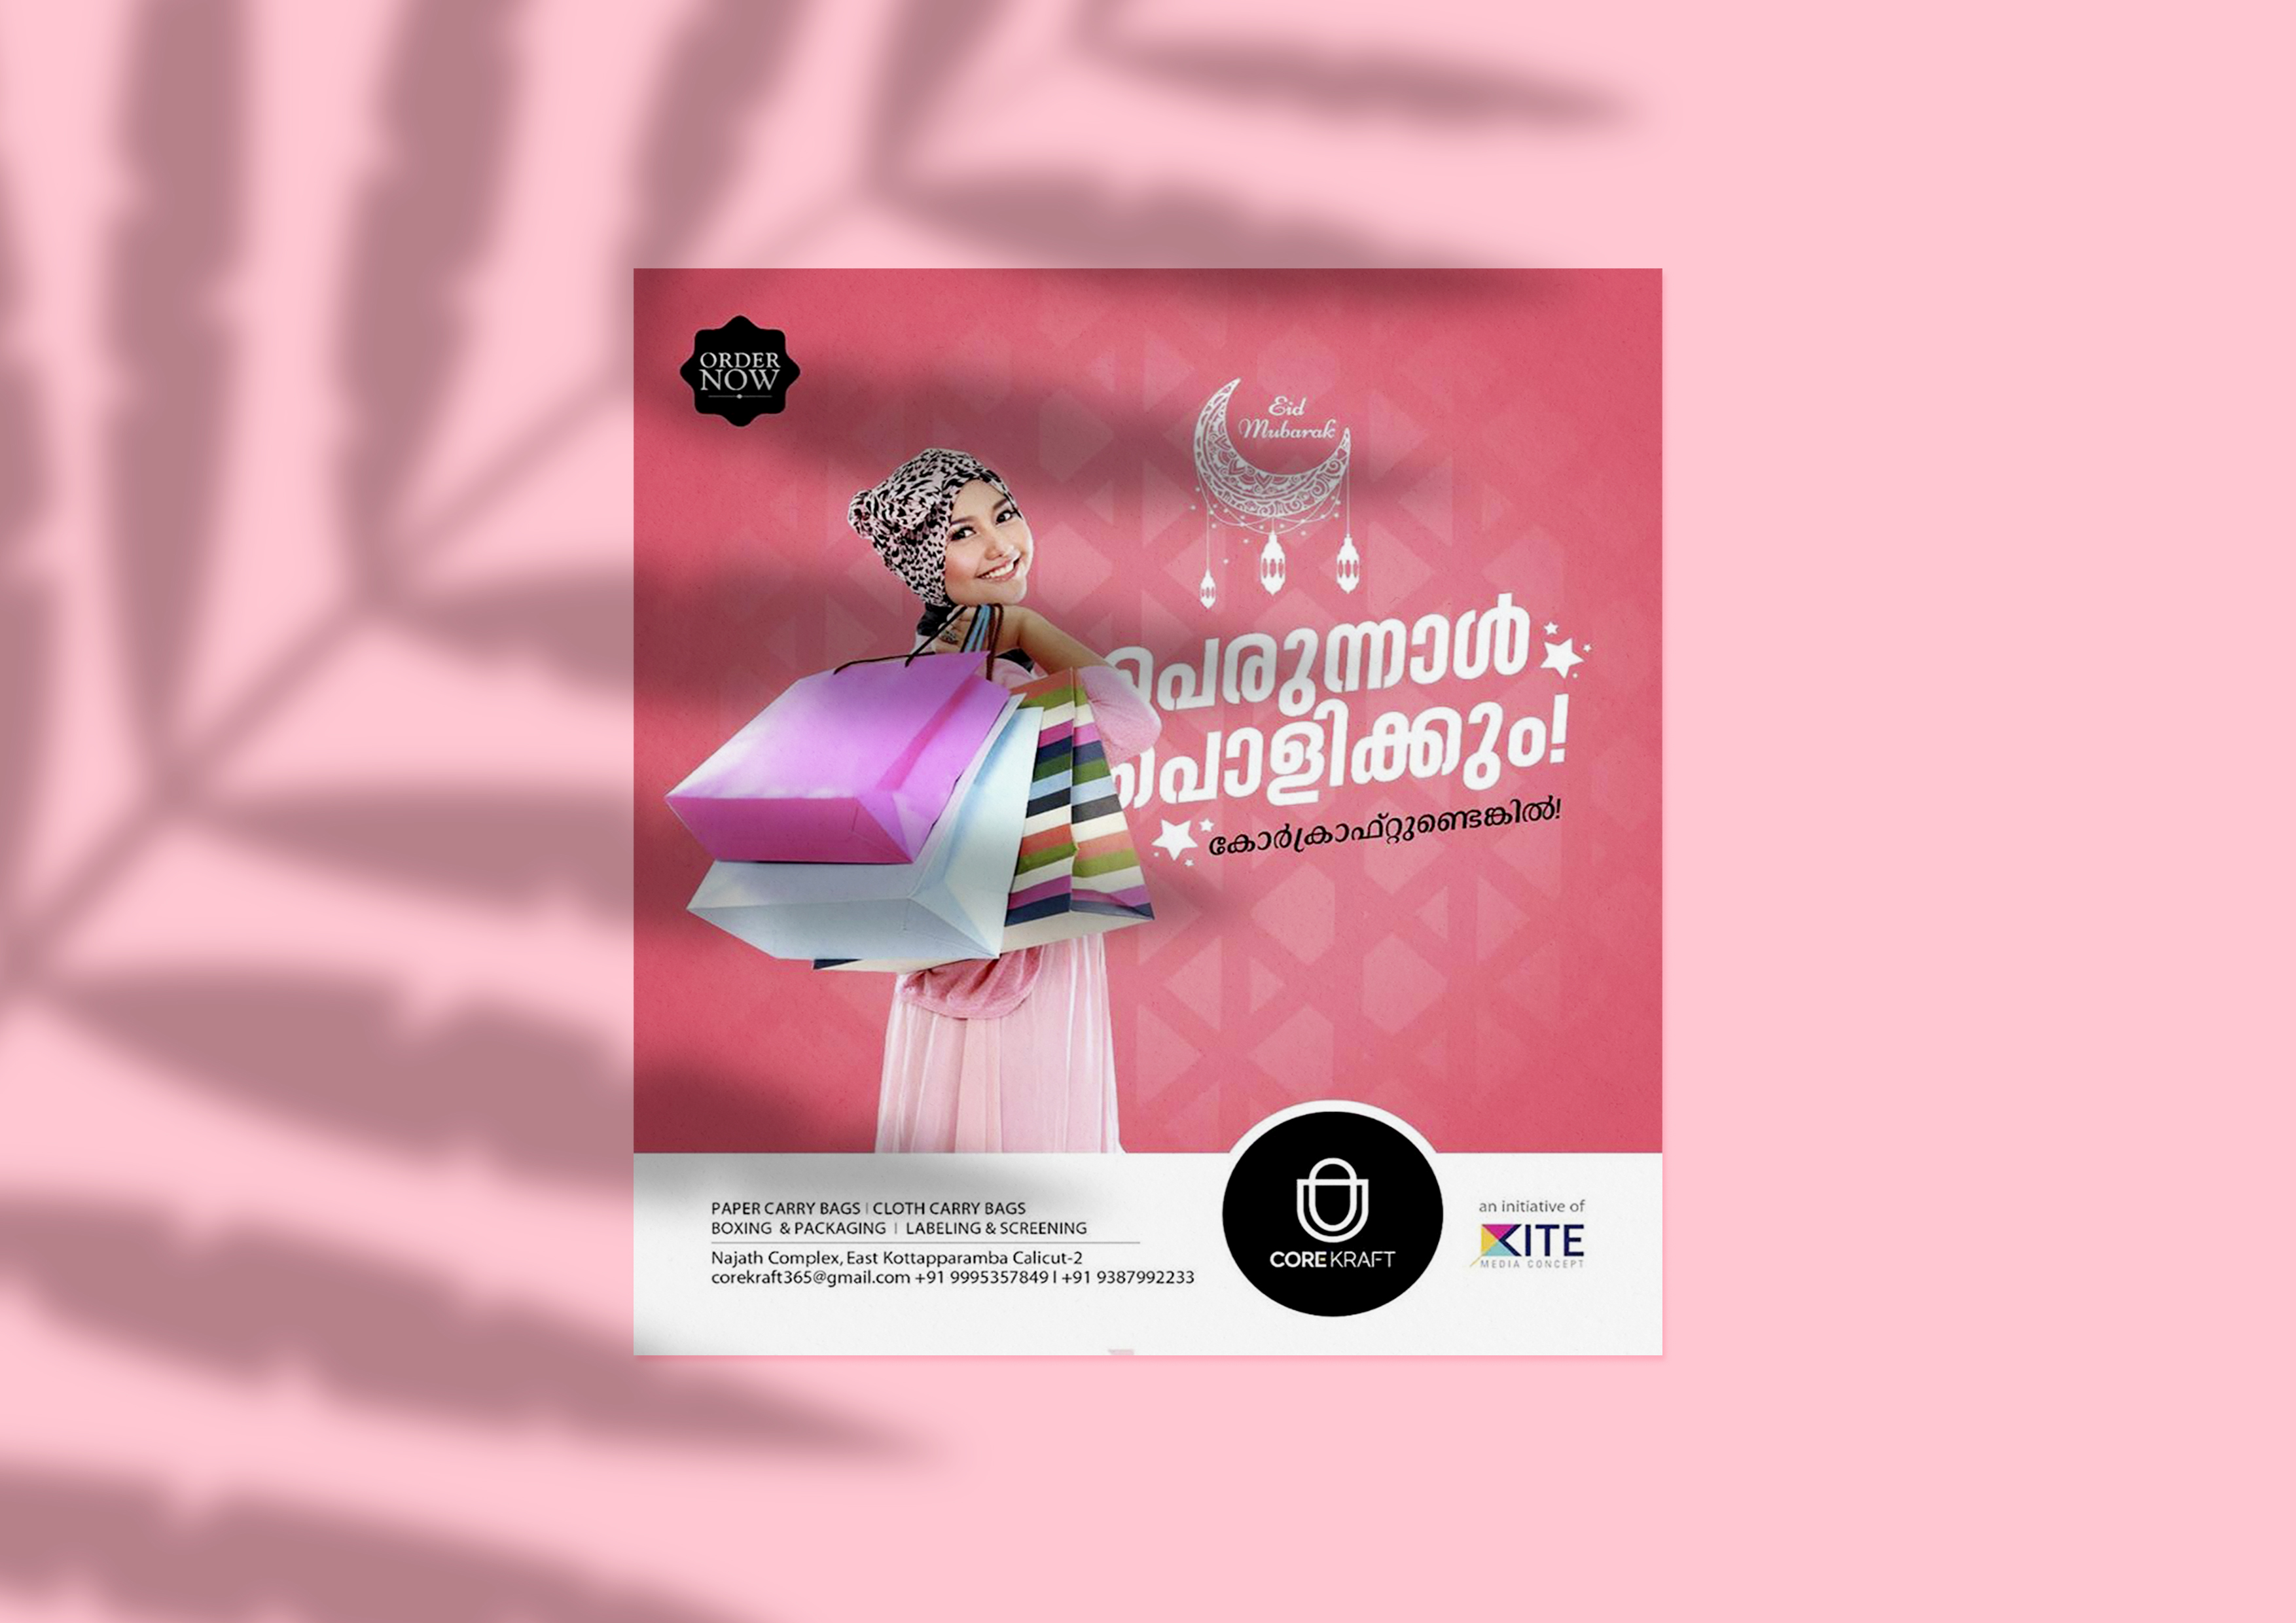 ORDER
NOW
Eid
Mubarak
പെരുന്നാൾ
പൊളിക്കും!
കോർക്രാഫ്റ്റുണ്ടെങ്കിൽ!
PAPER CARRY BAGS | CLOTH CARRY BAGS
BOXING & PACKAGING | LABELING & SCREENING
Najath Complex, East Kottapparamba Calicut-2
corekraft365@gmail.com +91 9995357849 | +91 9387992233
COREKRAFT
an initiative of
KITE
MEDIA CONCEPT